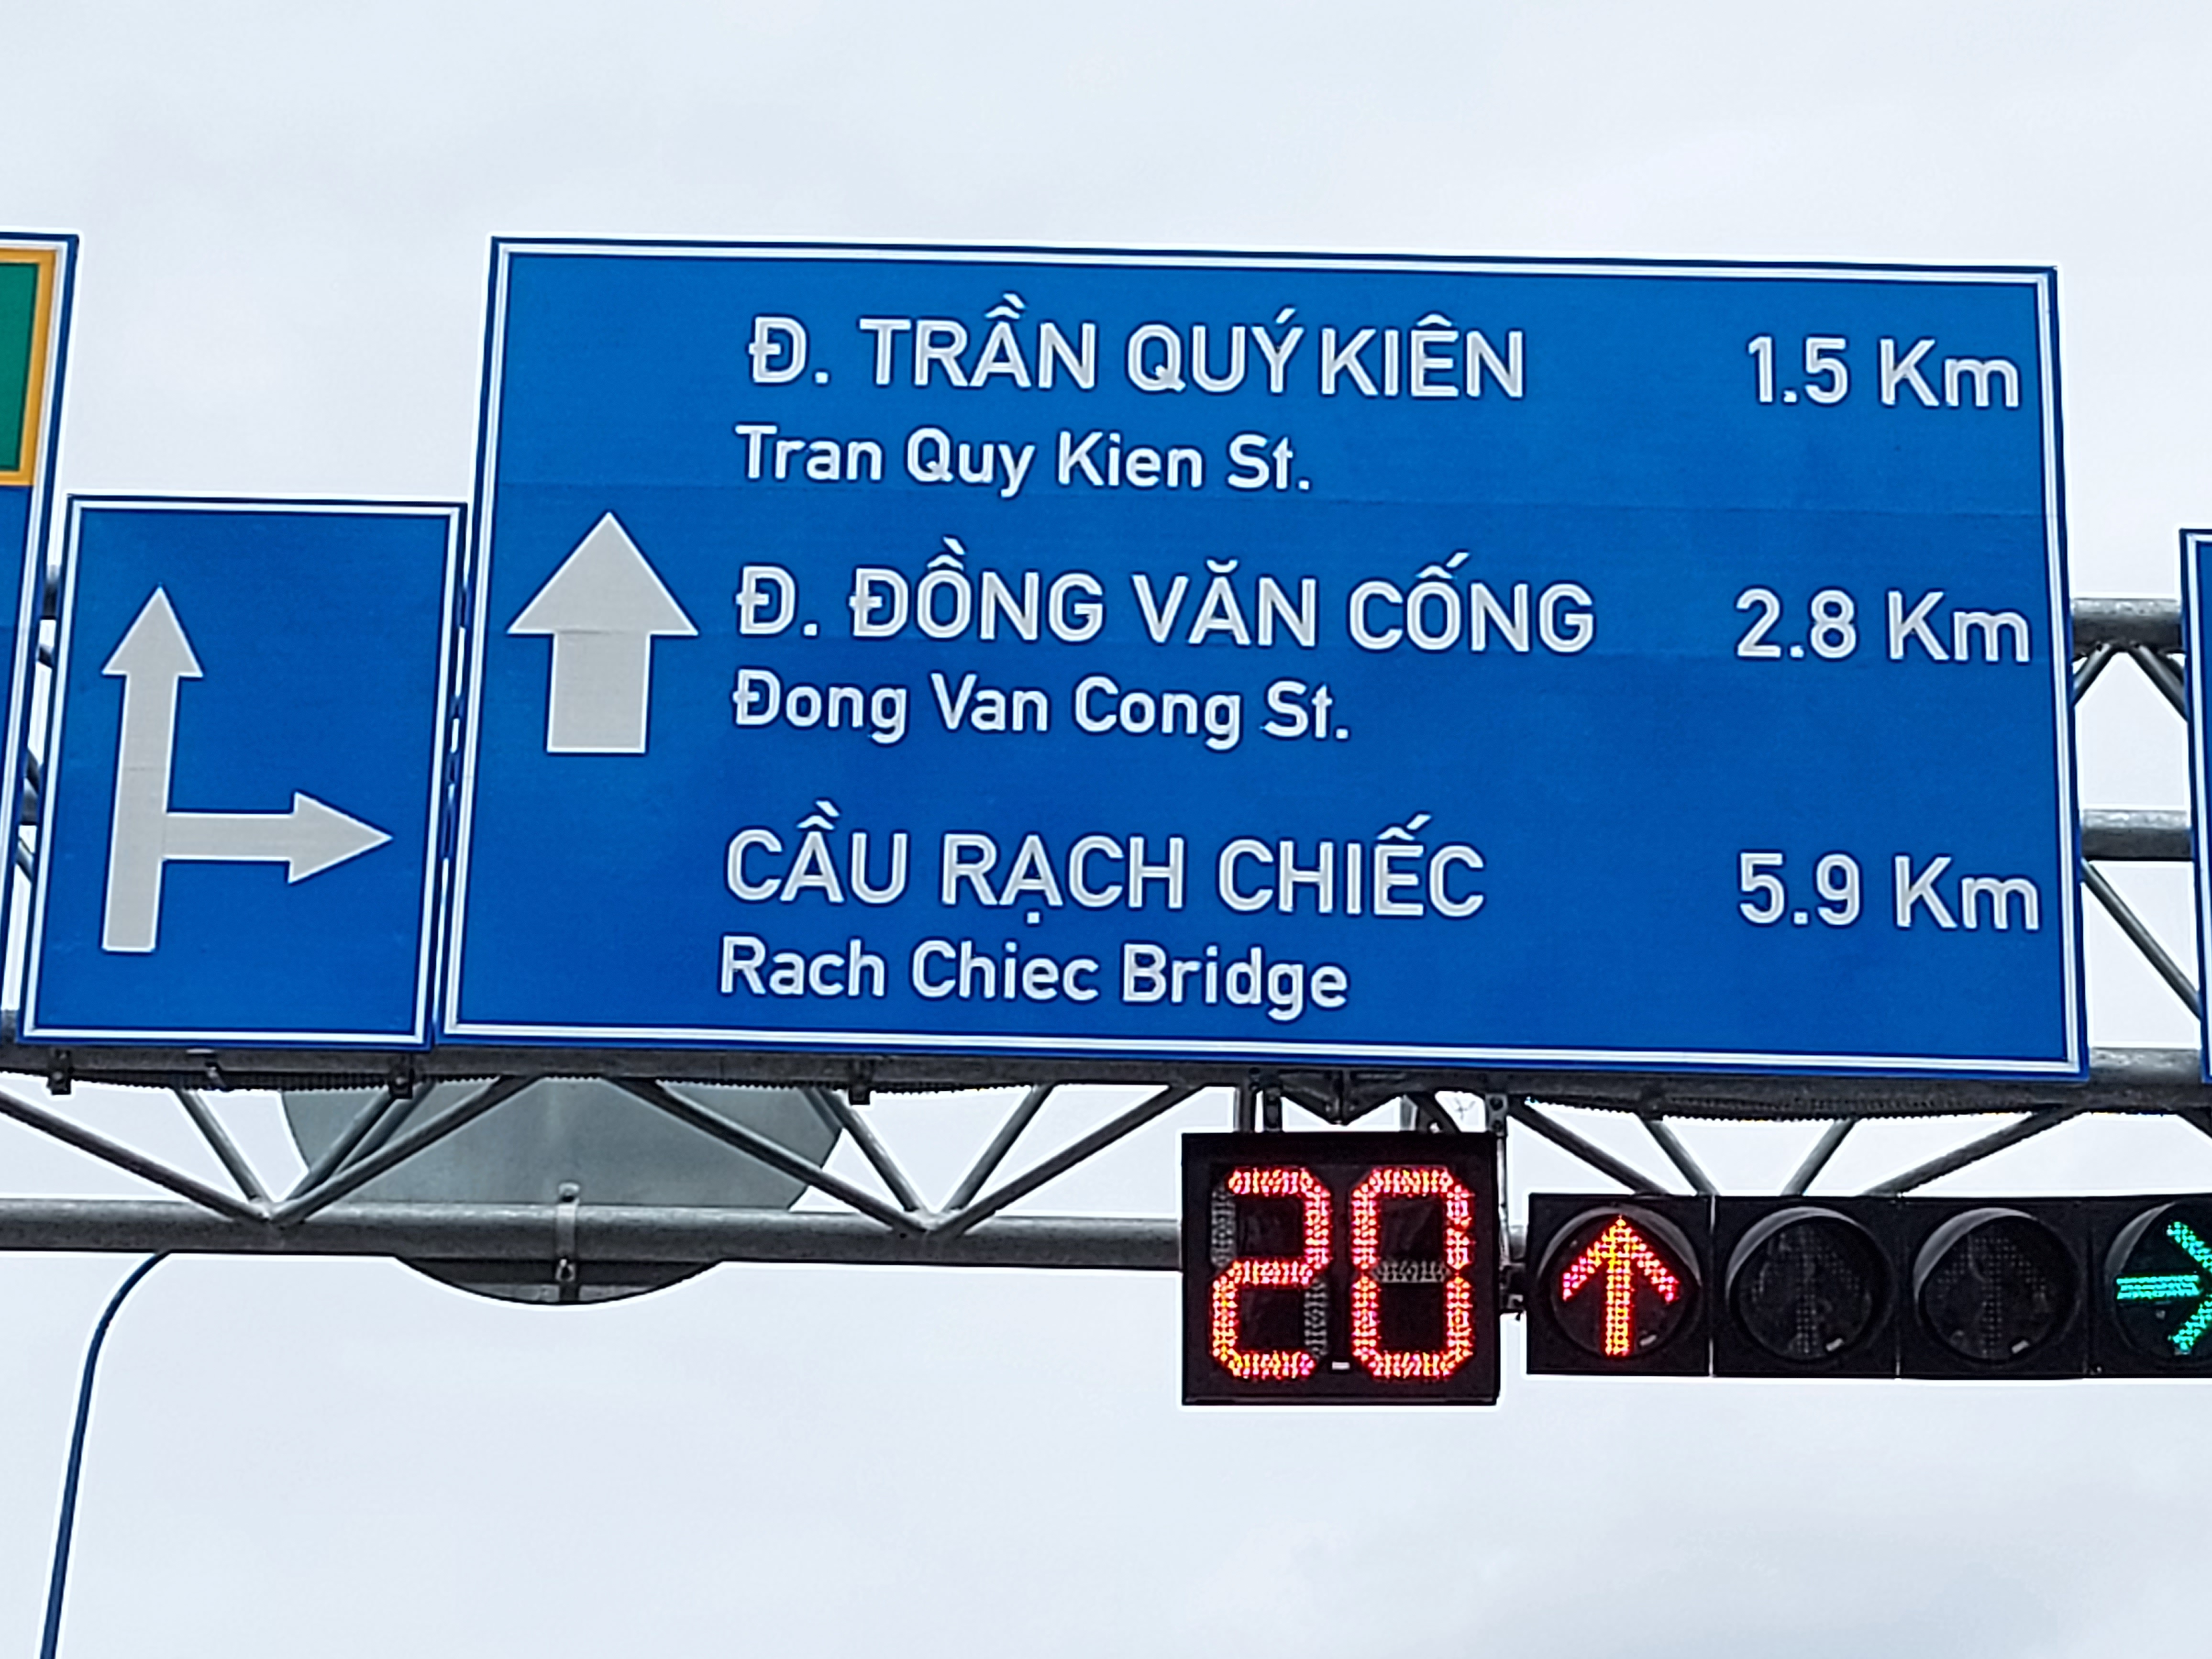 Đ. TRẦN QUÝ KIÊN 1.5 Km
Tran Quy Kien St.
Đ. ĐỒNG VĂN CỐNG 2.8 Km
Đong Van Cong St.
CẦU RẠCH CHIẾC 5.9 Km
Rach Chiec Bridge
20